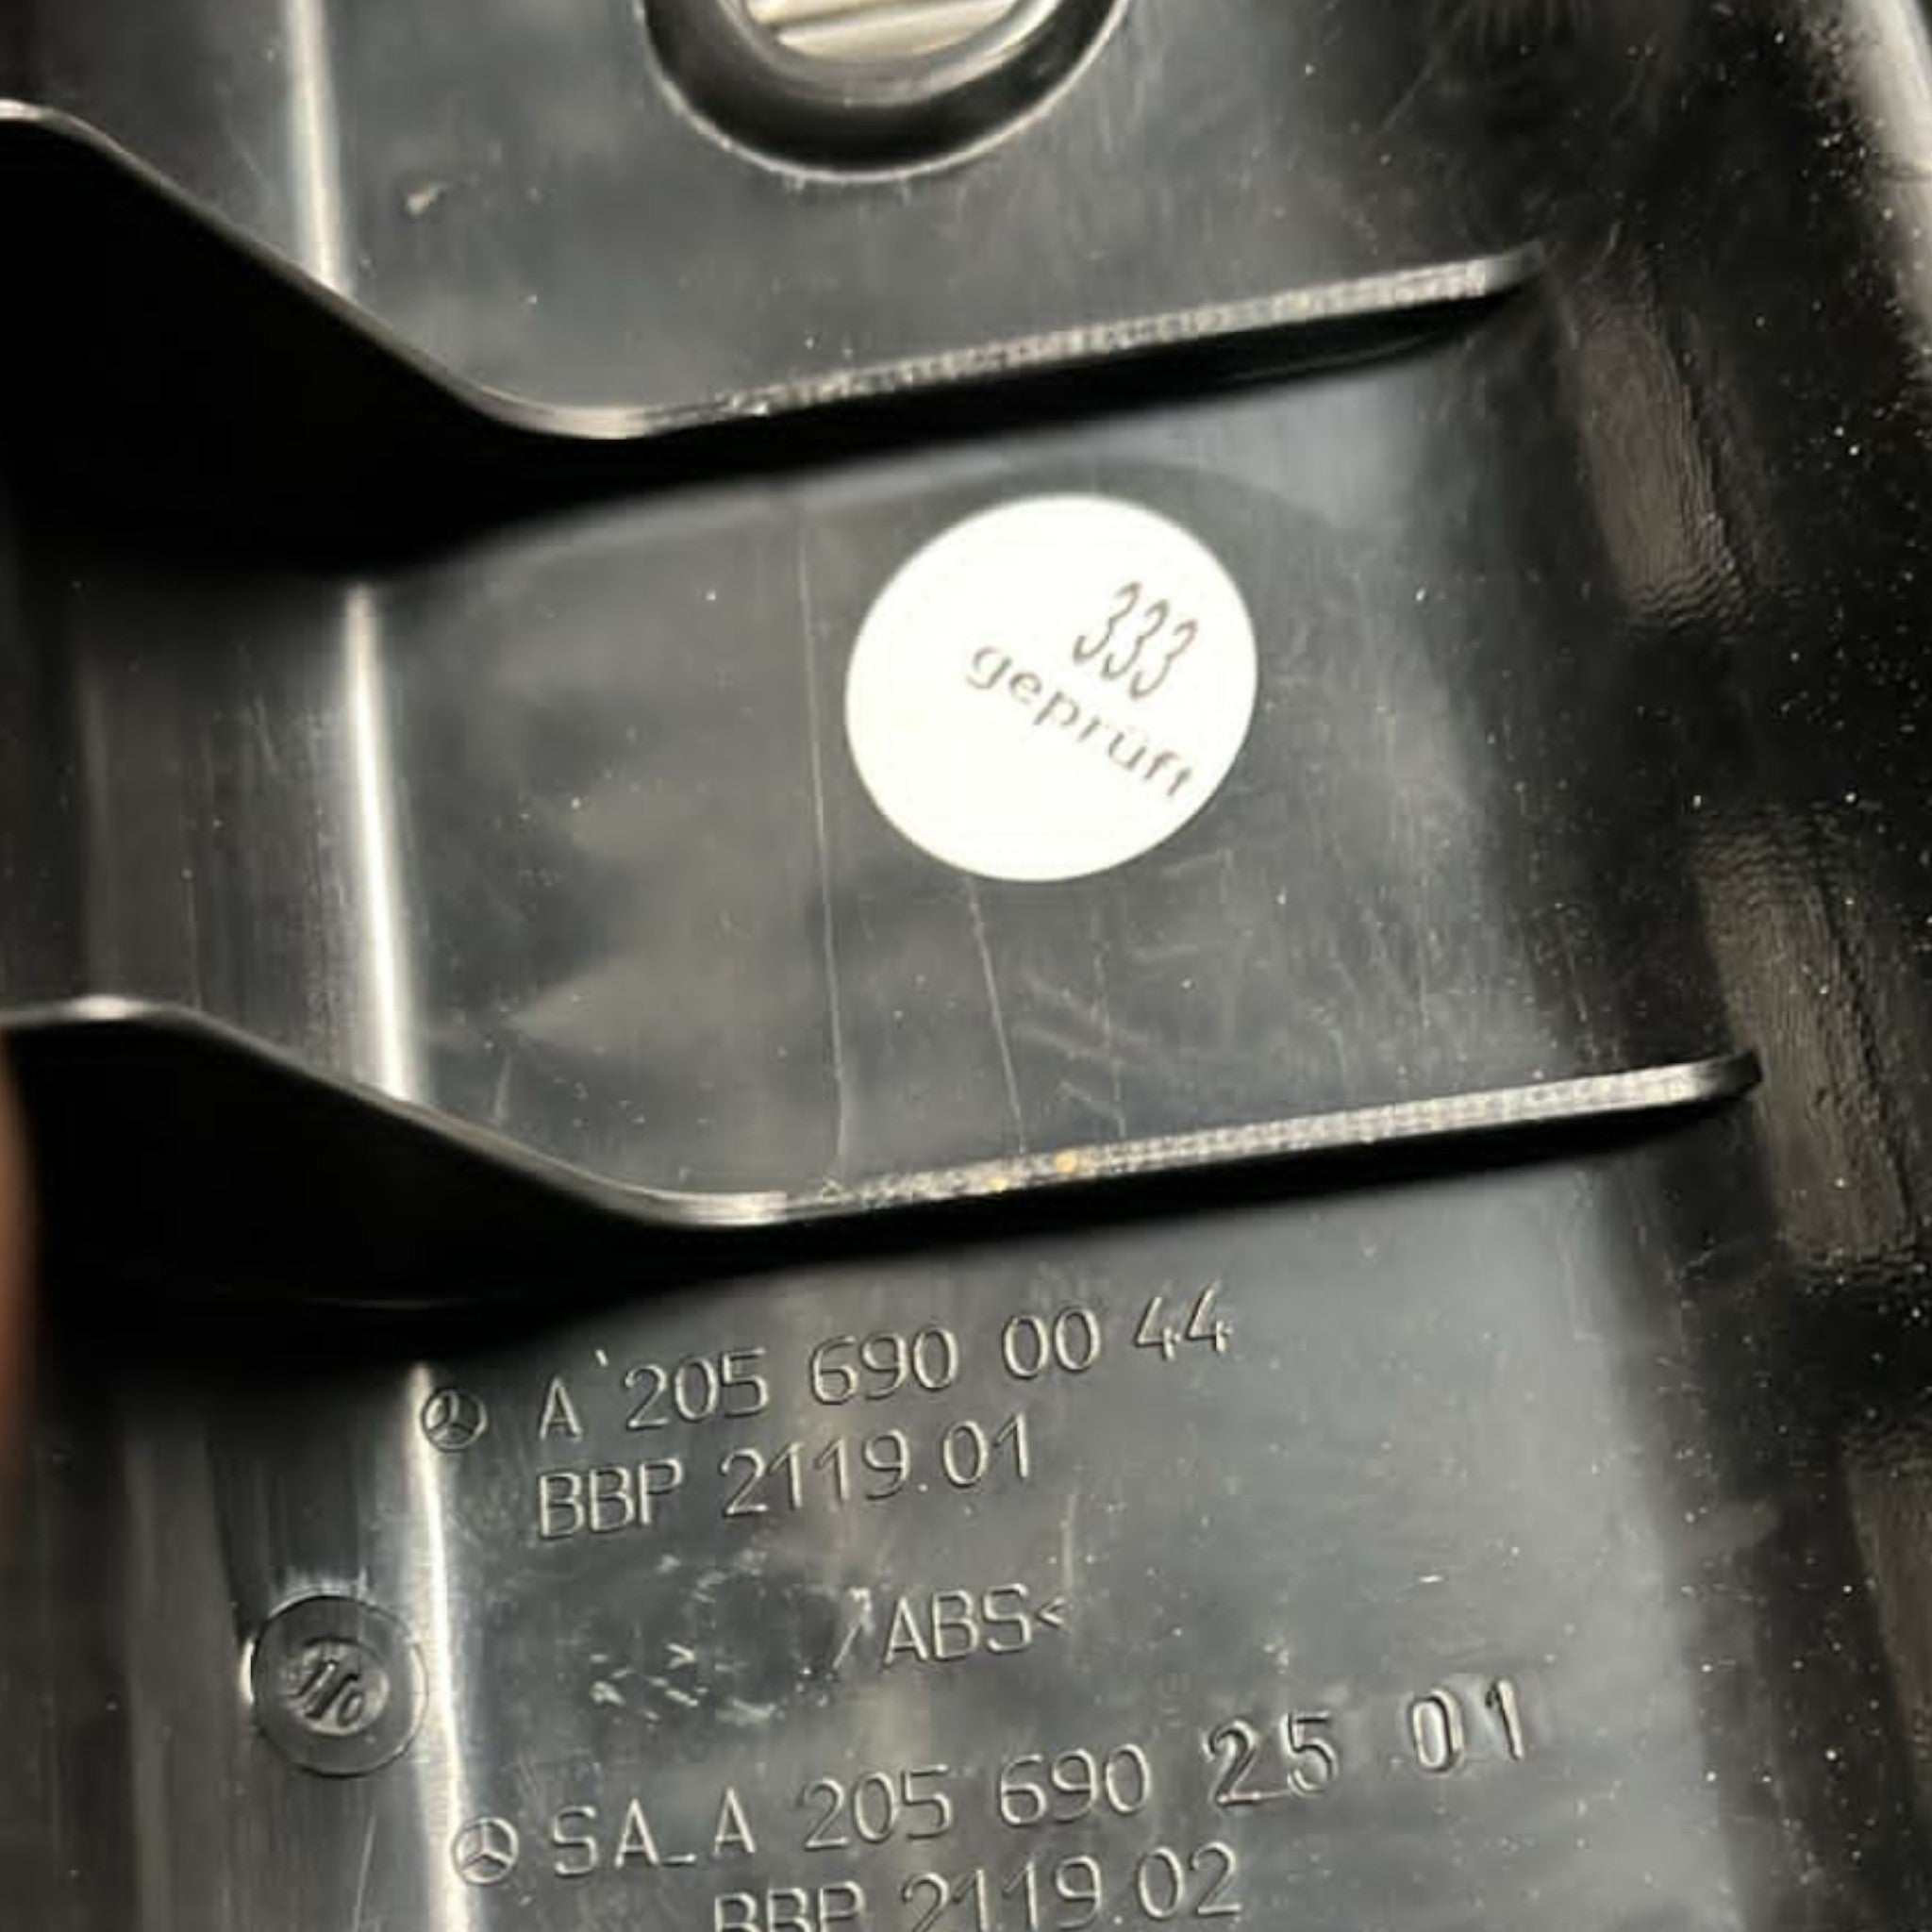 333
geprüft
A 205 690 00 44
BBP 2119.01
>ABS<
SA_A 205 690 25 01
BBP 2119.02